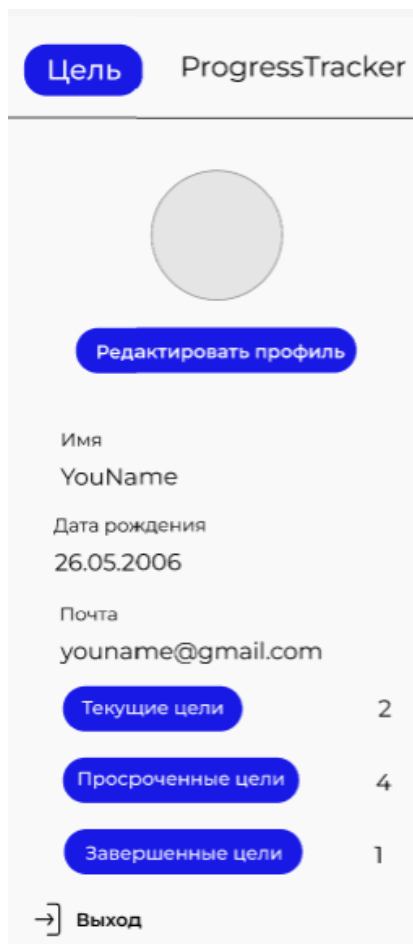 Цель ProgressTracker
Редактировать профиль
Имя
YouName
Дата рождения
26.05.2006
Почта
youname@gmail.com
Текущие цели 2
Просроченные цели 4
Завершенные цели 1
Выход